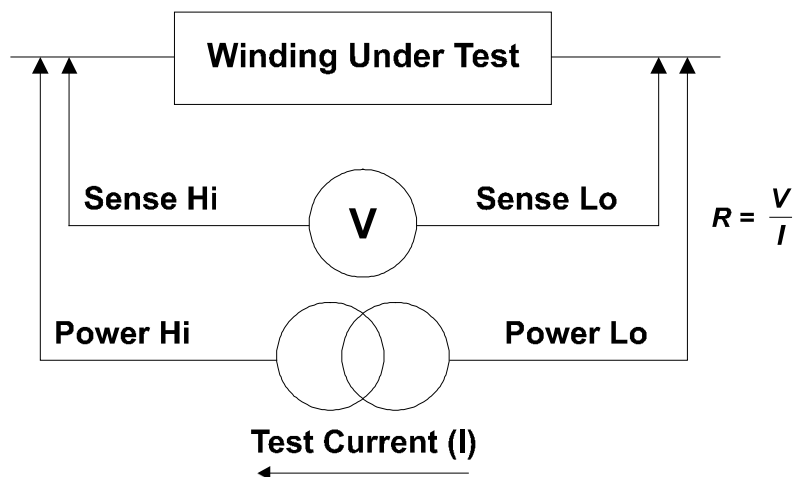 Winding Under Test
Sense Hi
V
Sense Lo
R = V/I
Power Hi
Power Lo
Test Current (I)